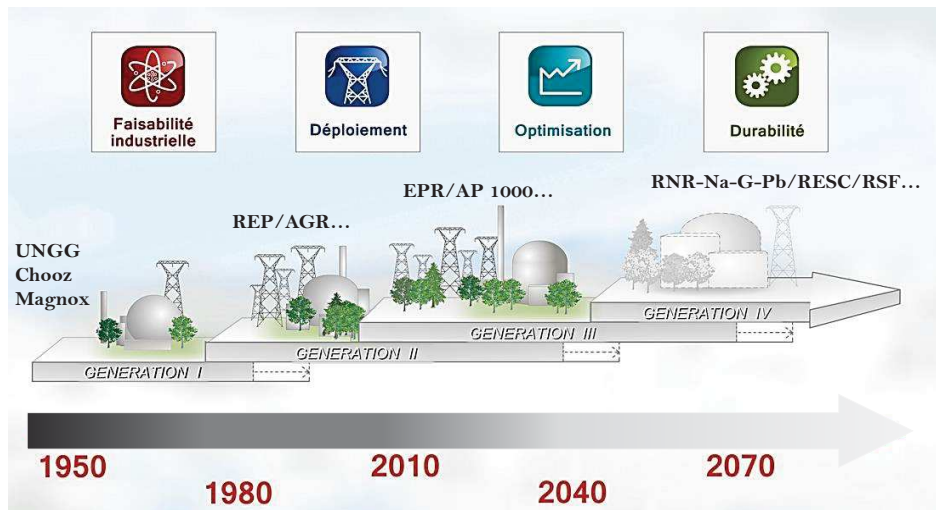 Faisabilité
industrielle
Déploiement
Optimisation
Durabilité
UNGG
Chooz
Magnox
REP/AGR...
EPR/AP 1000...
RNR-Na-G-Pb/RESC/RSF...
GENERATION I
GENERATION II
GENERATION III
GENERATION IV
1950
1980
2010
2040
2070